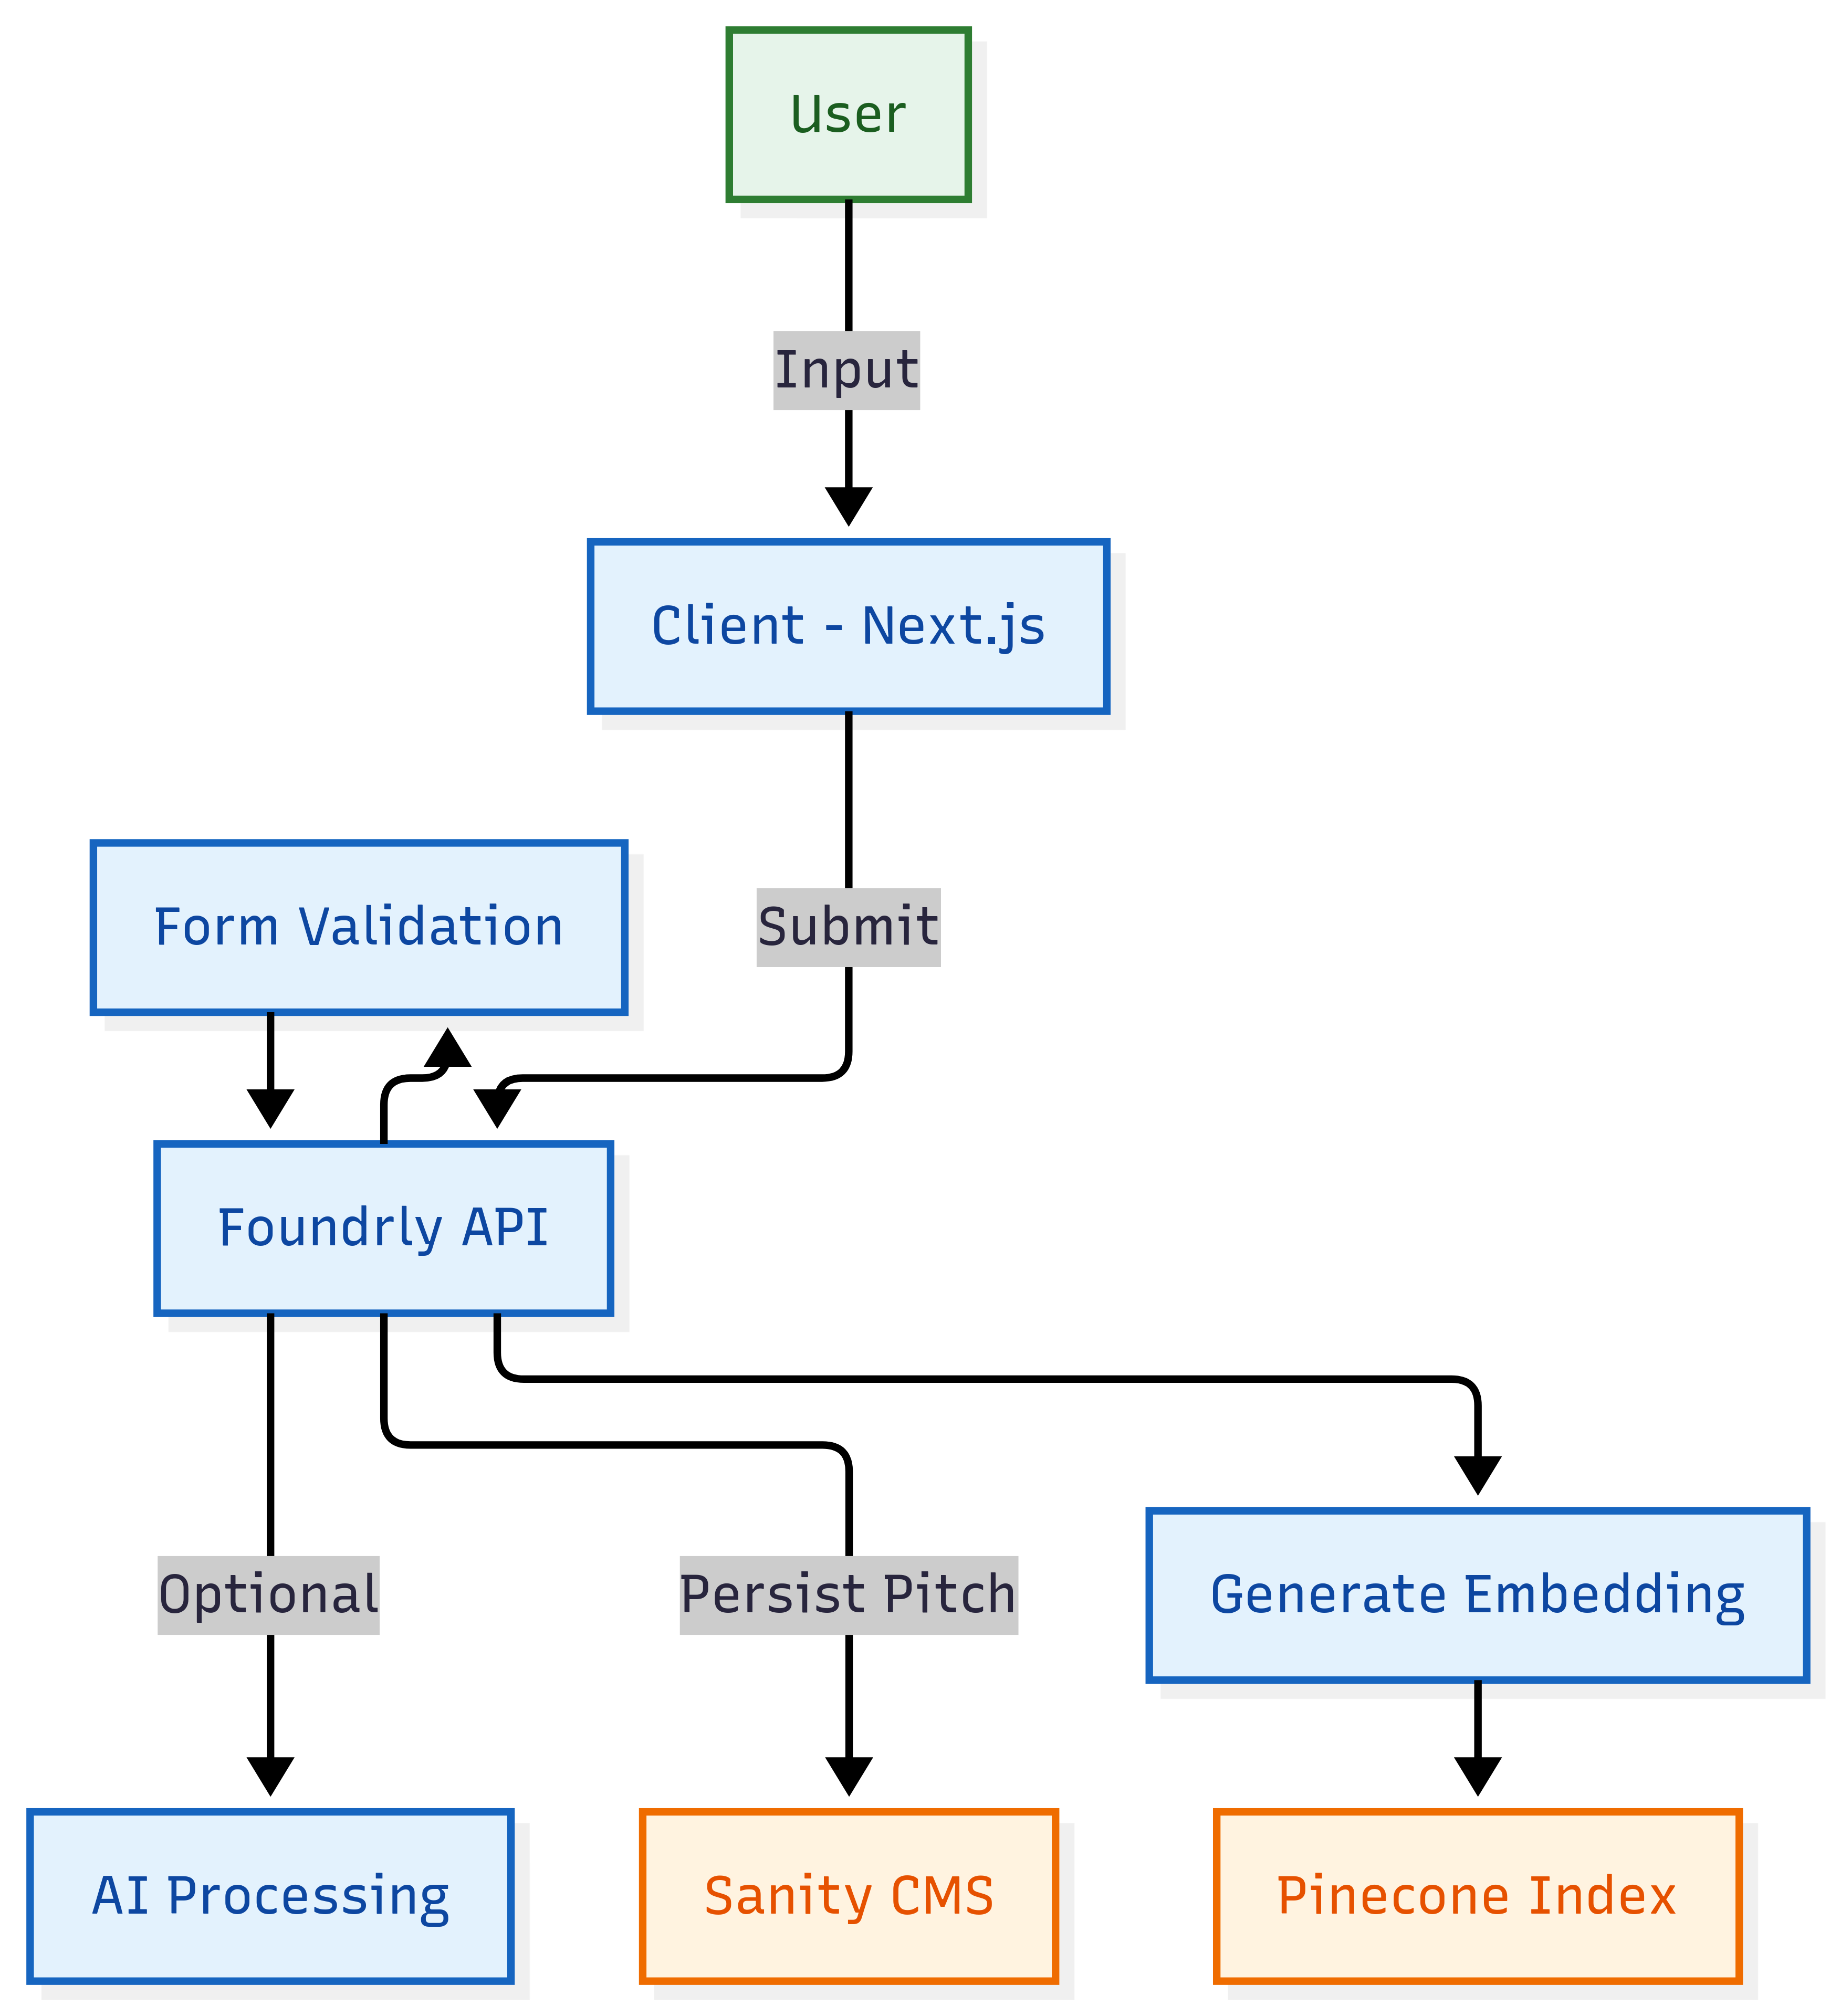 User
Input
Client - Next.js
Form Validation
Submit
Foundrly API
Optional
Persist Pitch
Generate Embedding
AI Processing
Sanity CMS
Pinecone Index